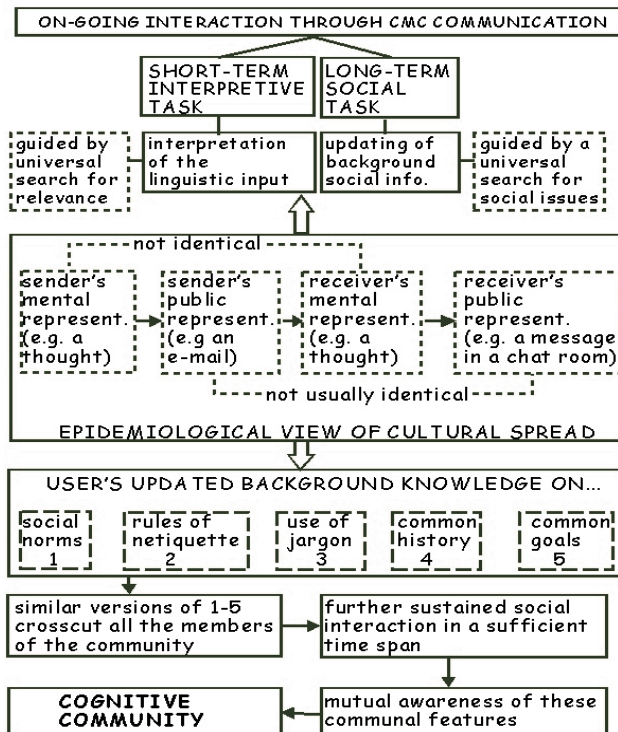 ON-GOING INTERACTION THROUGH CMC COMMUNICATION
SHORT-TERM
INTERPRETIVE
TASK
LONG-TERM
SOCIAL
TASK
guided by
universal
search for
relevance
interpretation
of the
linguistic input
updating of
background
social info.
guided by a
universal
search for
social issues
not identical
sender's
mental
represent.
(e.g. a
thought)
sender's
public
represent.
(e.g an
e-mail)
receiver's
mental
represent.
(e.g. a
thought)
receiver's
public
represent.
(e.g. a message
in a chat room)
not usually identical
EPIDEMIOLOGICAL VIEW OF CULTURAL SPREAD
USER'S UPDATED BACKGROUND KNOWLEDGE ON...
social
norms
1
rules of
netiquette
2
use of
jargon
3
common
history
4
common
goals
5
similar versions of 1-5
crosscut all the members
of the community
further sustained social
interaction in a sufficient
time span
mutual awareness of these
communal features
COGNITIVE
COMMUNITY